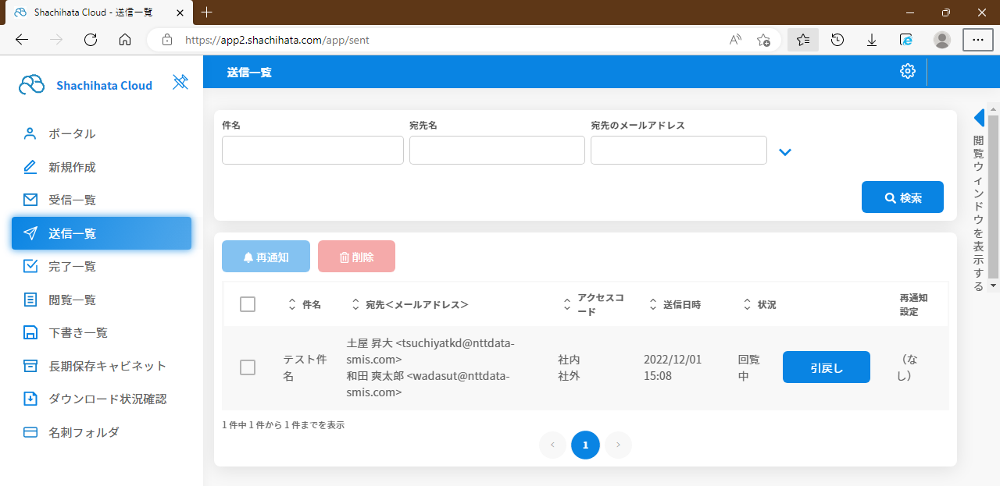 Shachihata Cloud - 送信一覧
https://app2.shachihata.com/app/sent
Shachihata Cloud
ポータル
新規作成
受信一覧
送信一覧
完了一覧
閲覧一覧
下書き一覧
長期保存キャビネット
ダウンロード状況確認
名刺フォルダ
送信一覧
件名
宛先名
宛先のメールアドレス
検索
閲覧ウィンドウを表示する
再通知
削除
件名
宛先<メールアドレス>
アクセスコ
ード
送信日時
状況
再通知
設定
テスト件
名
土屋 昇大 <tsuchiyatkd@nttdata-
smis.com>
和田 爽太郎 <wadasut@nttdata-
smis.com>
社内
社外
2022/12/01
15:08
回覧
中
引戻し
（な
し）
1 件中 1 件から 1 件までを表示
1